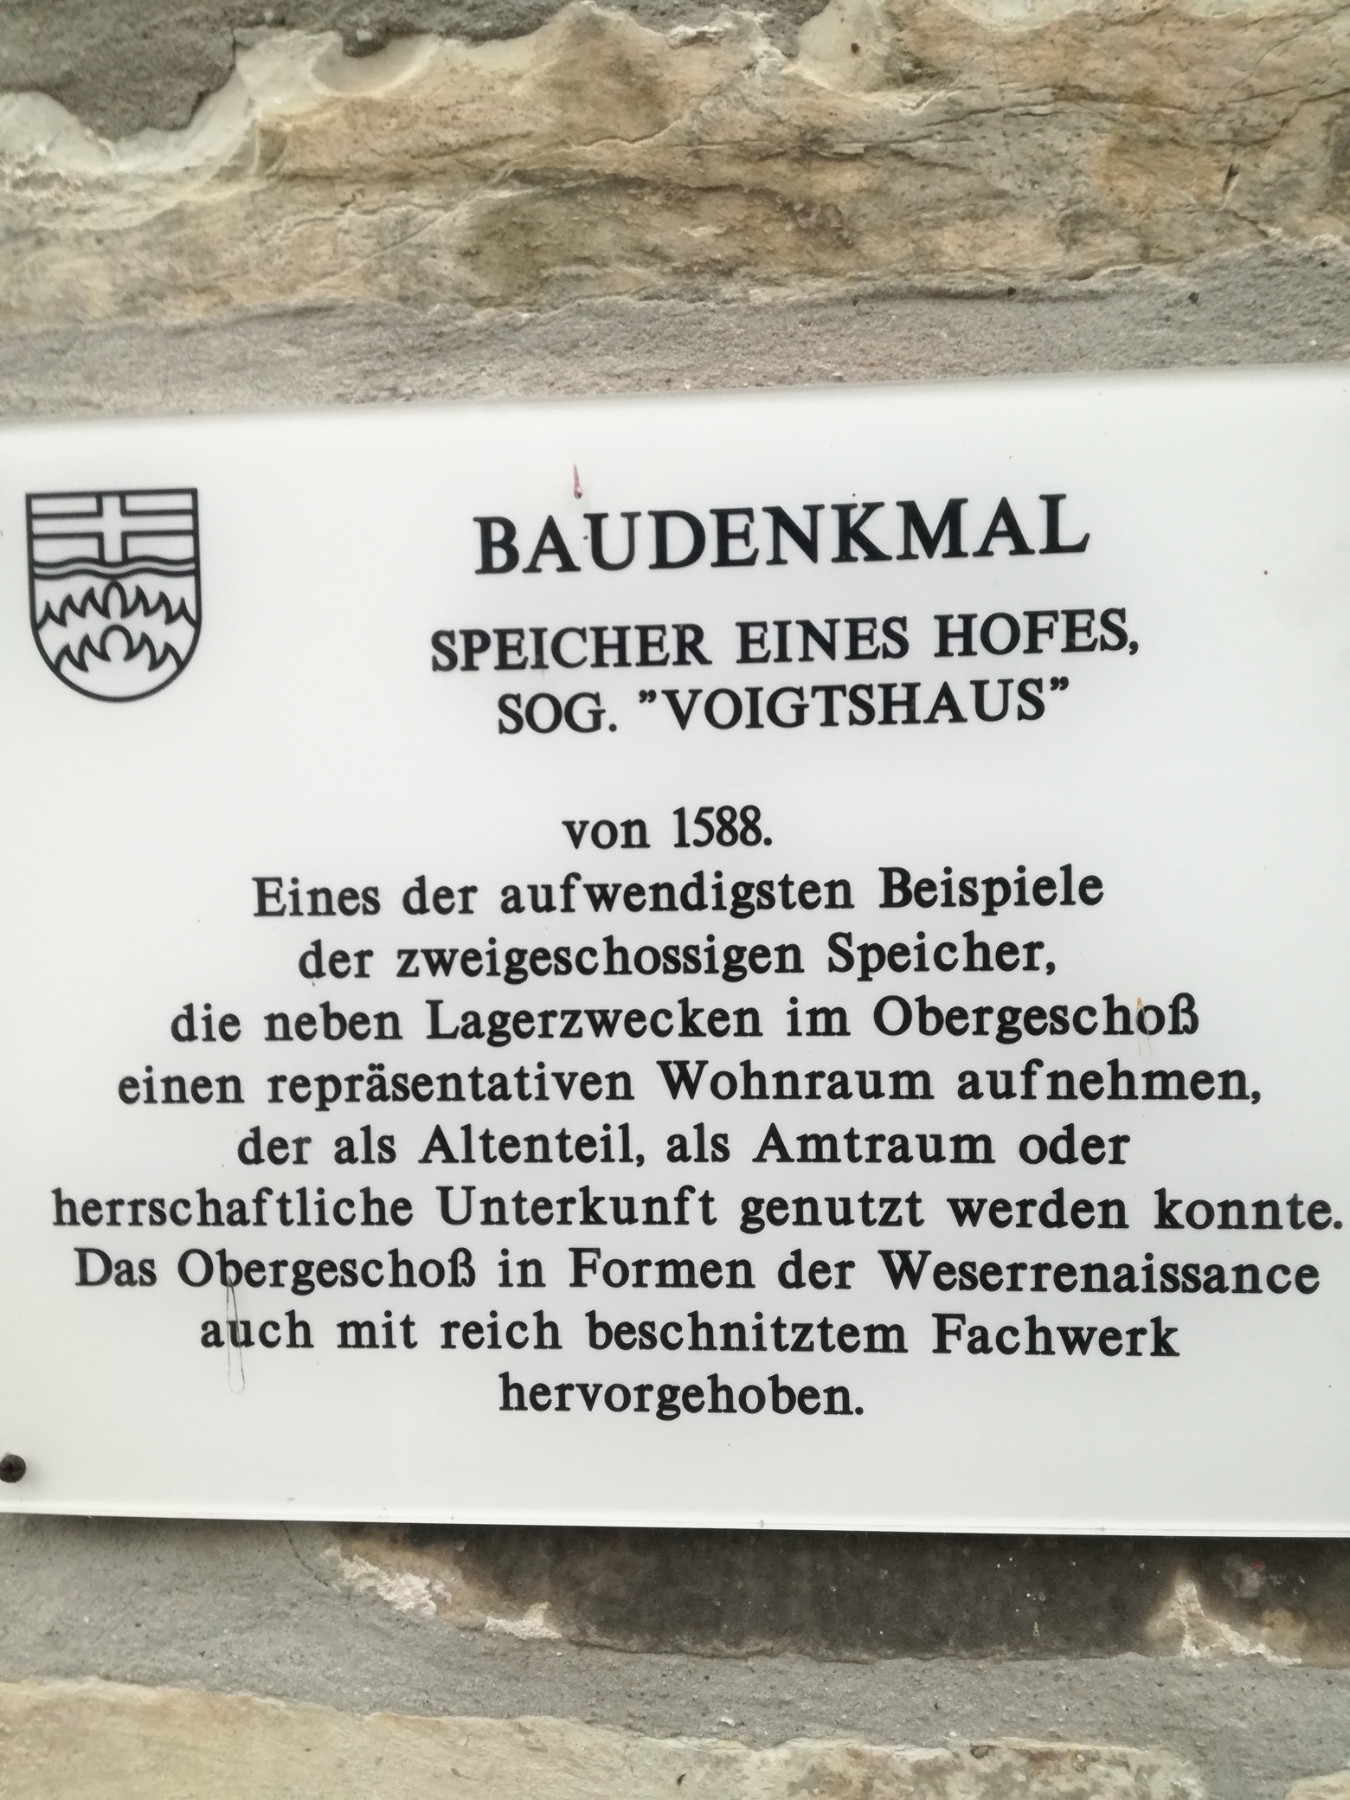 BAUDENKMAL
SPEICHER EINES HOFES,
SOG. ”VOIGTSHAUS”
von 1588.
Eines der aufwendigsten Beispiele
der zweigeschossigen Speicher,
die neben Lagerzwecken im Obergeschoß
einen repräsentativen Wohnraum aufnehmen,
der als Altenteil, als Amtraum oder
herrschaftliche Unterkunft genutzt werden konnte.
Das Obergeschoß in Formen der Weserrenaissance
auch mit reich beschnitztem Fachwerk
hervorgehoben.